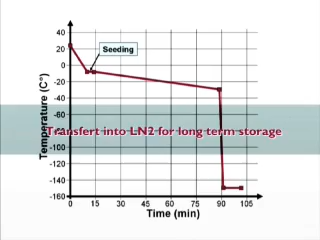 40
20
Seeding
0
-20
-40
-60
Transfert into LN2 for long term storage
-80
-100
-120
-140
-160
0 15 30 45 60 75 90 105
Time (min)
Temperature (C°)